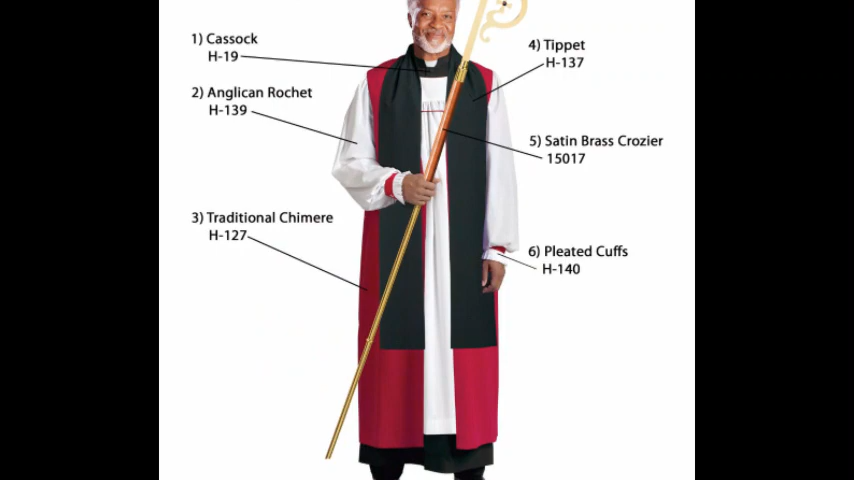 1) Cassock
H-19
2) Anglican Rochet
H-139
3) Traditional Chimere
H-127
4) Tippet
H-137
5) Satin Brass Crozier
15017
6) Pleated Cuffs
H-140